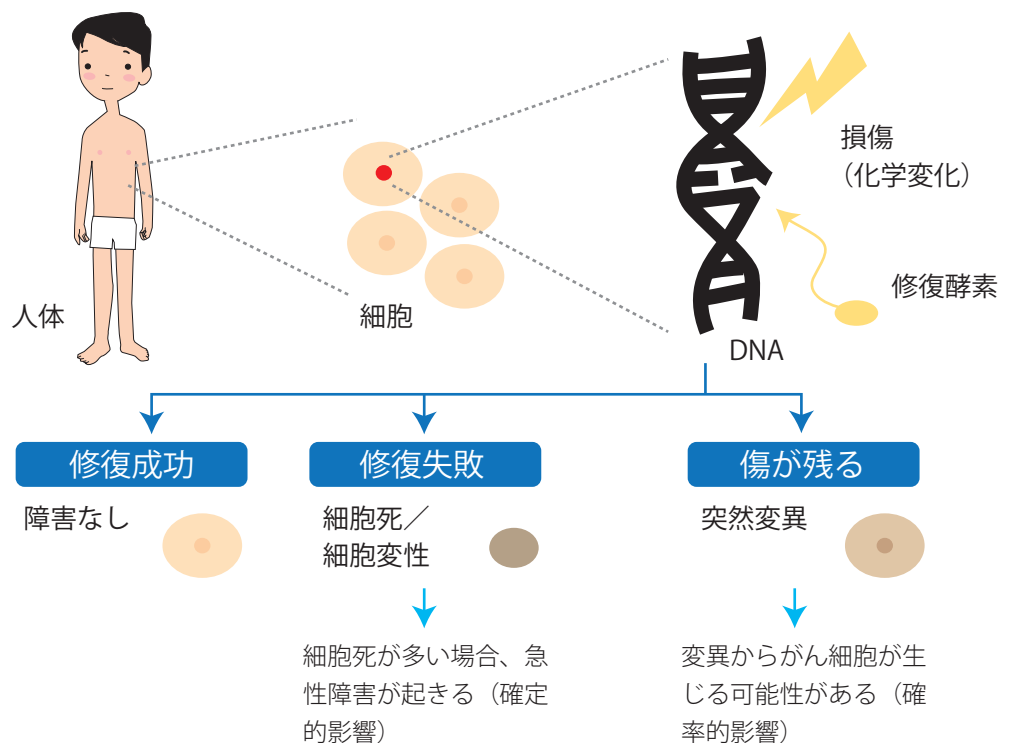 損傷
（化学変化）
修復酵素
人体
細胞
DNA
修復成功
修復失敗
傷が残る
障害なし
細胞死／
細胞変性
突然変異
細胞死が多い場合、急
性障害が起きる（確定
的影響）
変異からがん細胞が生
じる可能性がある（確
率的影響）